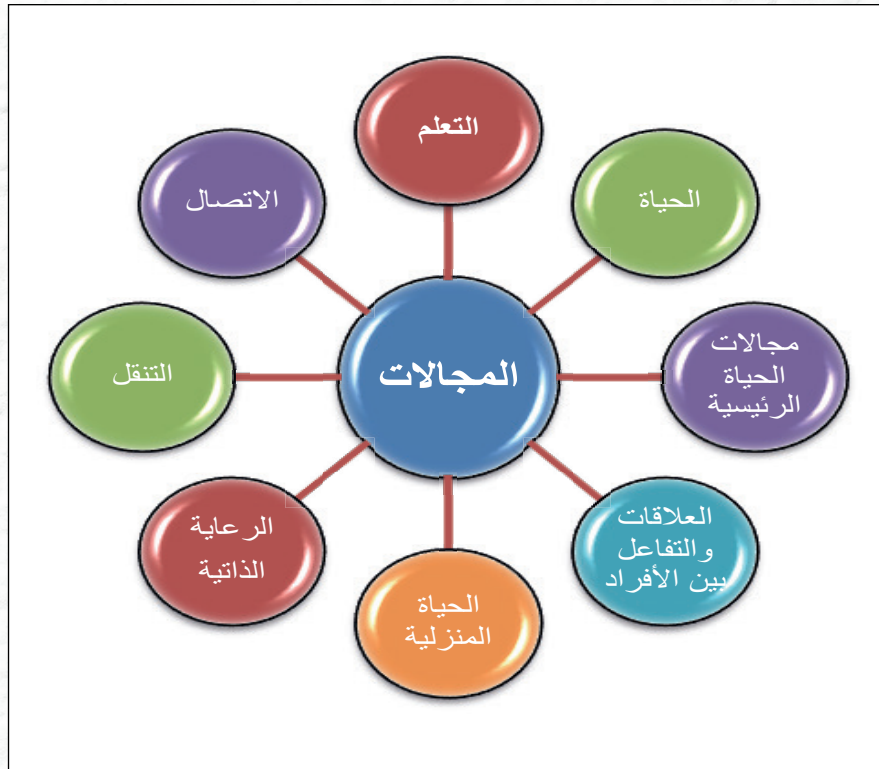 التعلم
الحياة
الاتصال
مجالات
الحياة
الرئيسية
المجالات
التنقل
العلاقات
والتفاعل
بين الأفراد
الرعاية
الذاتية
الحياة
المنزلية